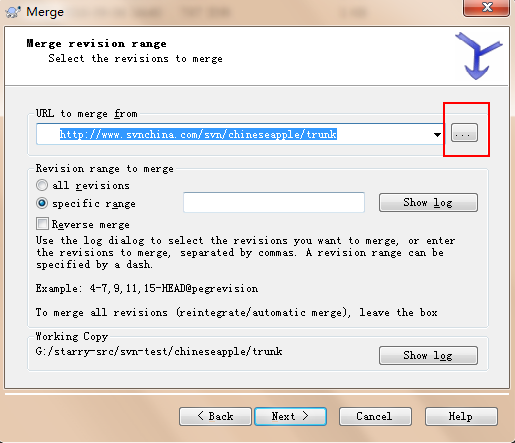 Merge
Merge revision range
Select the revisions to merge
URL to merge from
http://www.svnchina.com/svn/chineseapple/trunk
...
Revision range to merge
all revisions
specific range
Show log
Reverse merge
Use the log dialog to select the revisions you want to merge, or enter
the revisions to merge, separated by commas. A revision range can be
specified by a dash.
Example: 4-7,9,11,15-HEAD@pegrevision
To merge all revisions (reintegrate/automatic merge), leave the box
Working Copy
G:/starry-src/svn-test/chineseapple/trunk
Show log
< Back
Next >
Cancel
Help